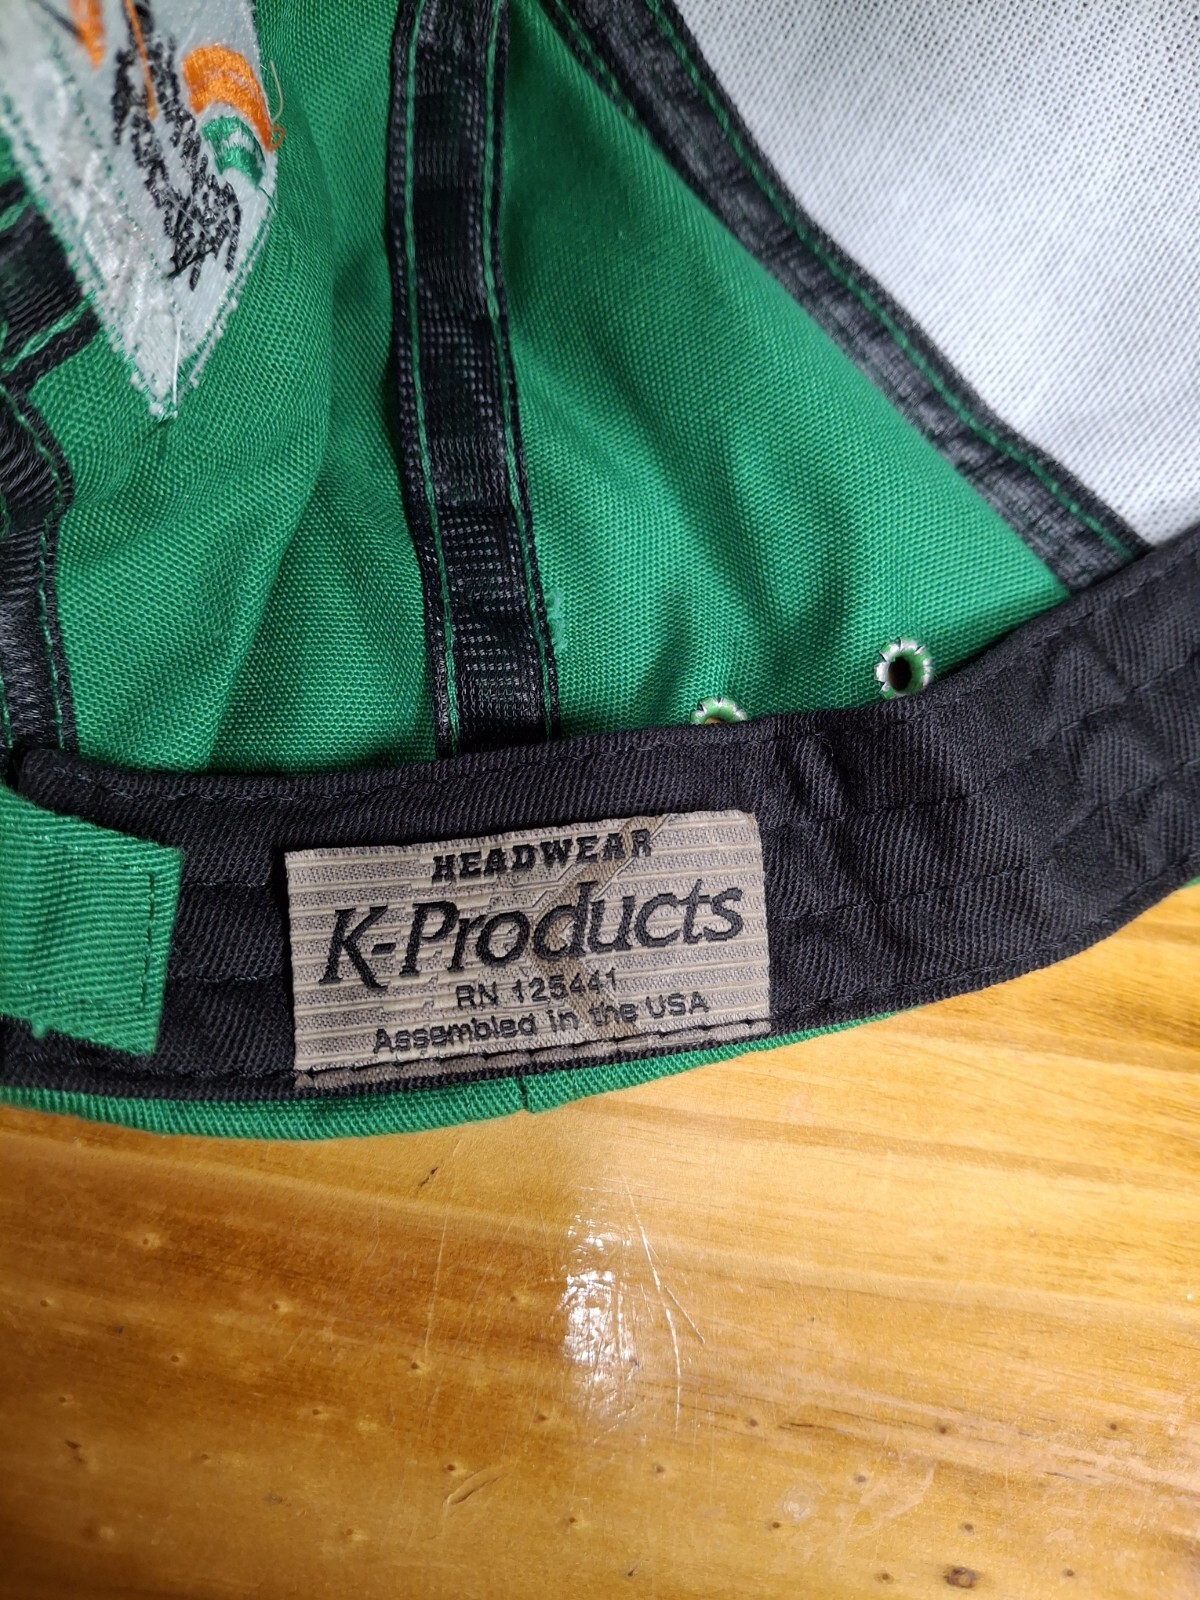 HEADWEAR
K-Products
RN 125441
Assembled in the USA